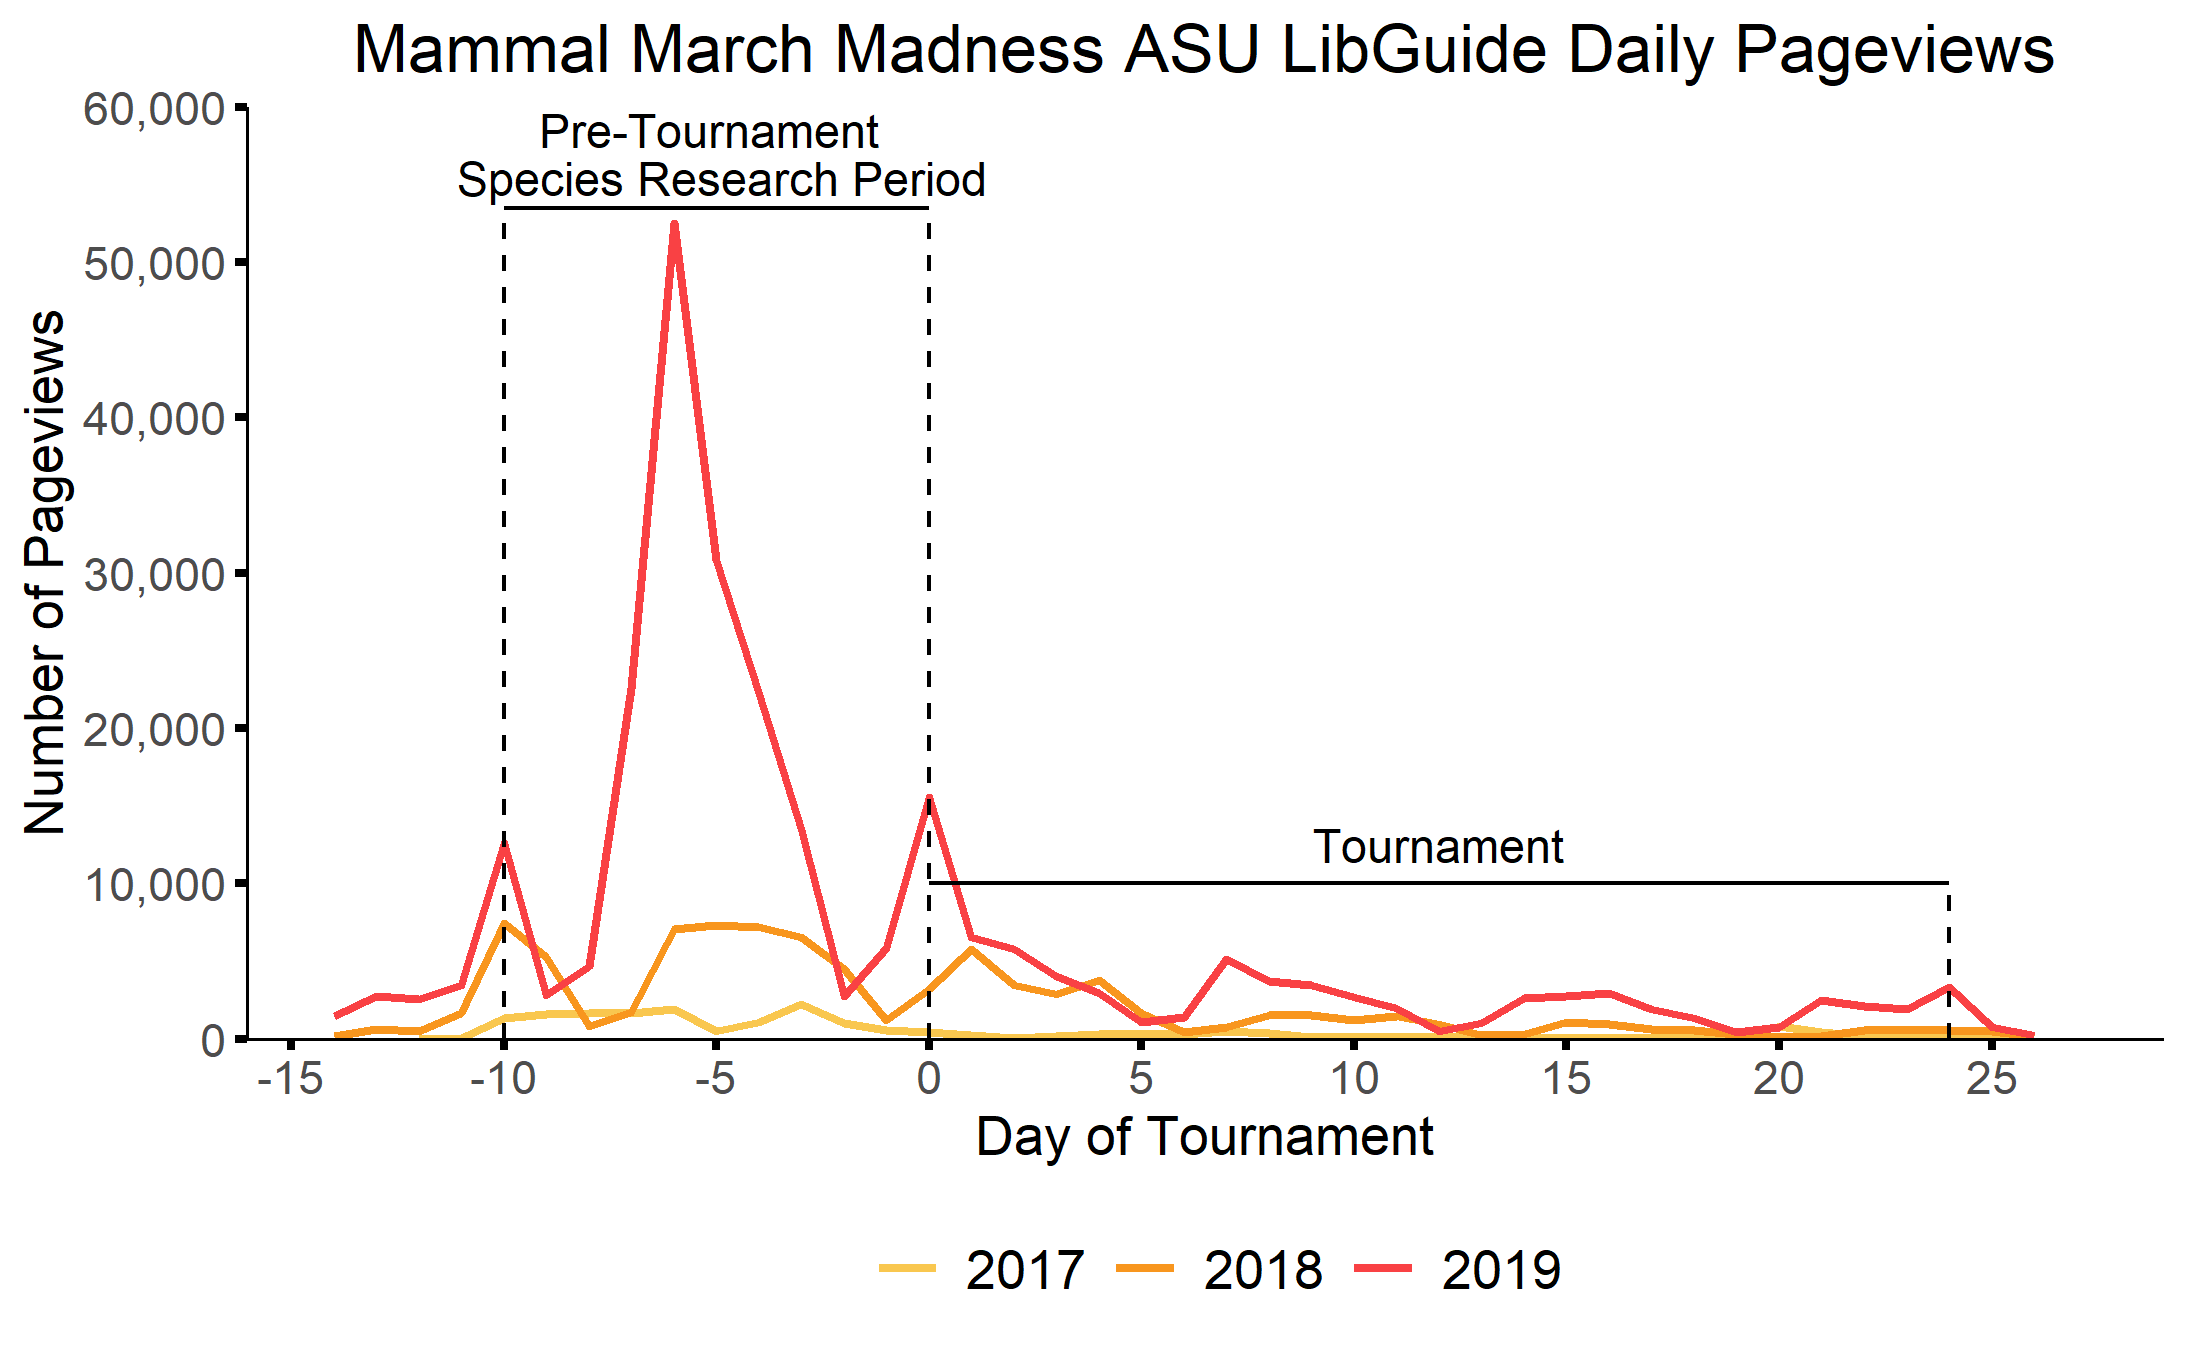 Mammal March Madness ASU LibGuide Daily Pageviews
60,000
50,000
40,000
30,000
20,000
10,000
0
Number of Pageviews
Pre-Tournament
Species Research Period
Tournament
-15 -10 -5 0 5 10 15 20 25
Day of Tournament
2017 2018 2019